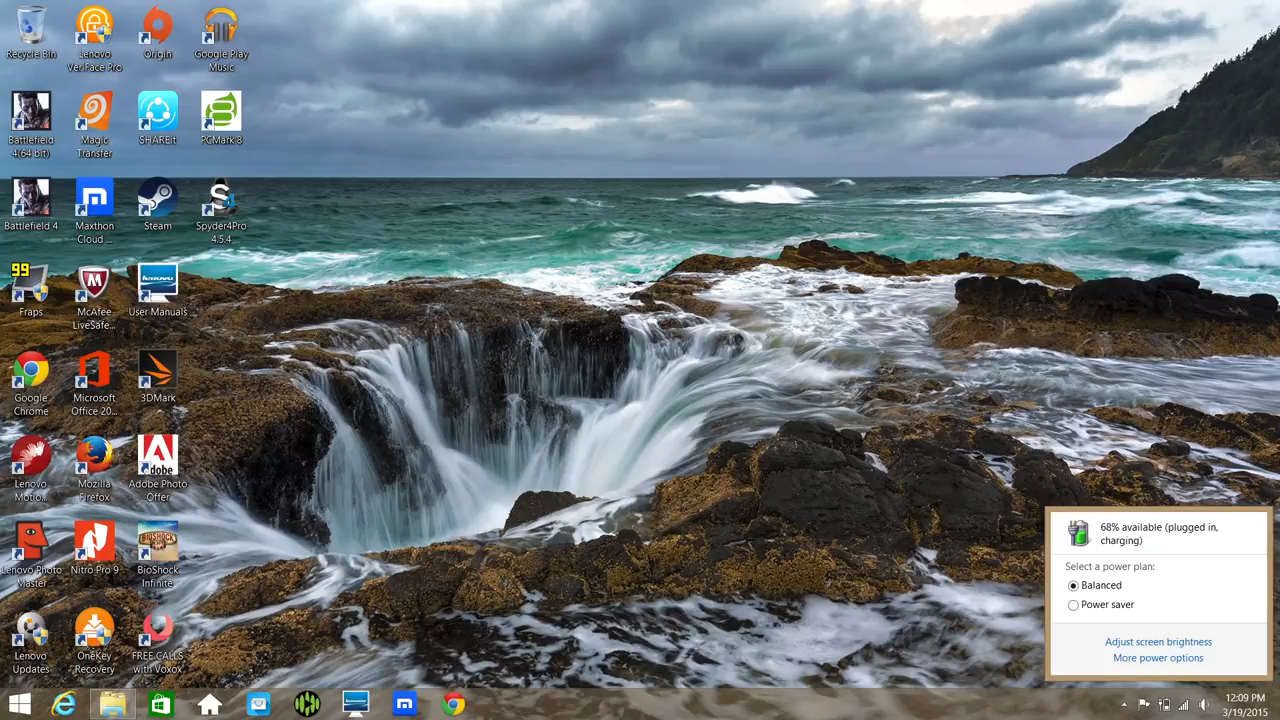 Recycle Bin
Lenovo
VeriFace Pro
Origin
Google Play
Music
Battlefield
4(64 bit)
Magic
Transfer
SHAREit
PCMark 8
Battlefield 4
Maxthon
Cloud ...
Steam
Spyder4Pro
4.5.4
99
Fraps
McAfee
LiveSafe...
lenovo
User Manuals
Google
Chrome
Microsoft
Office 20...
3DMark
Lenovo
Motio...
Mozilla
Firefox
Adobe
Adobe Photo
Offer
Lenovo Photo
Master
Nitro Pro 9
BioShock
Infinite
Lenovo
Updates
OneKey
Recovery
FREE CALLS
with Voxox
68% available (plugged in,
charging)
Select a power plan:
Balanced
Power saver
Adjust screen brightness
More power options
12:09 PM
3/19/2015